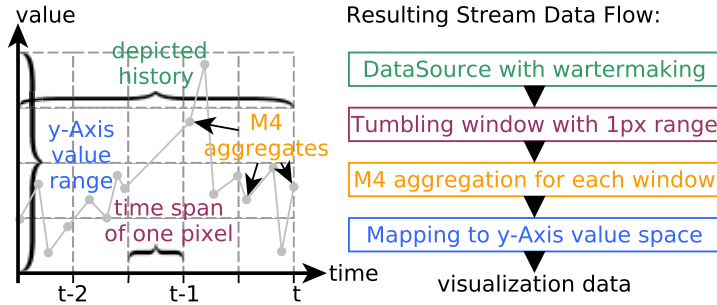 value
depicted
history
y-Axis
value
range
M4
aggregates
time span
of one pixel
time
t-2
t-1
t
Resulting Stream Data Flow:
DataSource with wartermaking
Tumbling window with 1px range
M4 aggregation for each window
Mapping to y-Axis value space
visualization data